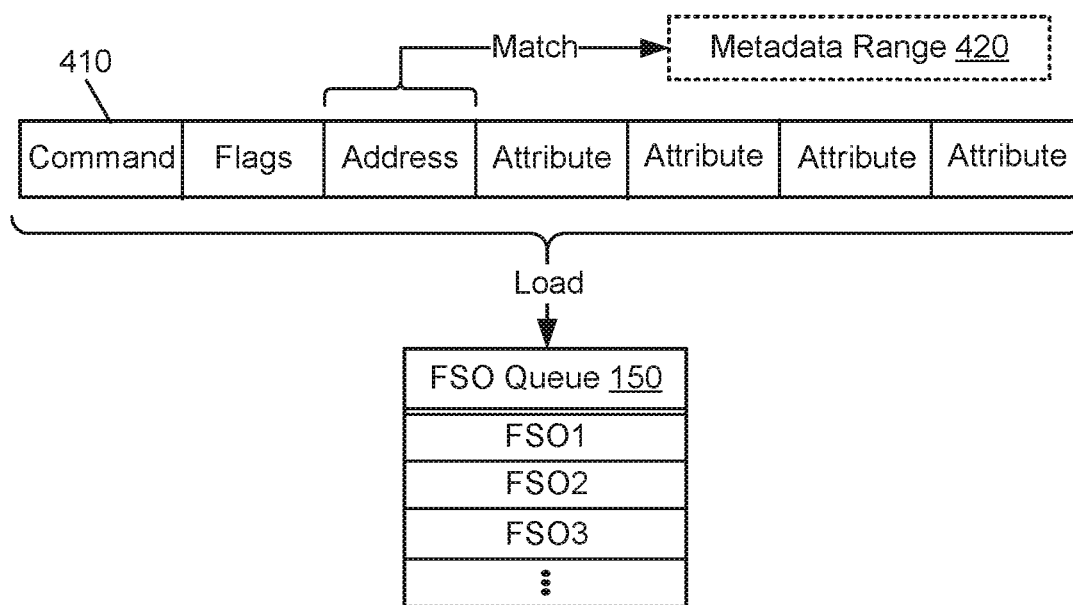 Match
Metadata Range 420
410
Command Flags Address Attribute Attribute Attribute Attribute
Load
FSO Queue 150
FSO1
FSO2
FSO3